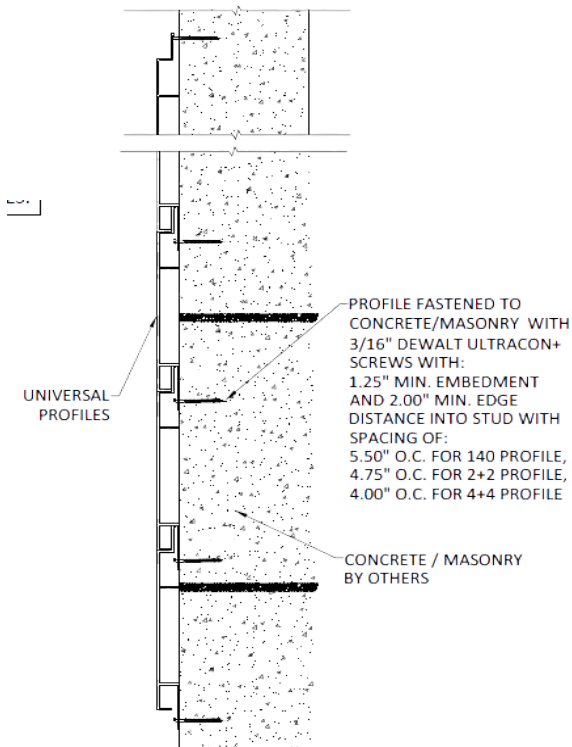 PROFILE FASTENED TO
CONCRETE/MASONRY WITH
3/16" DEWALT ULTRACON+
SCREWS WITH:
1.25" MIN. EMBEDMENT
AND 2.00" MIN. EDGE
DISTANCE INTO STUD WITH
SPACING OF:
5.50" O.C. FOR 140 PROFILE,
4.75" O.C. FOR 2+2 PROFILE,
4.00" O.C. FOR 4+4 PROFILE
UNIVERSAL
PROFILES
CONCRETE / MASONRY
BY OTHERS